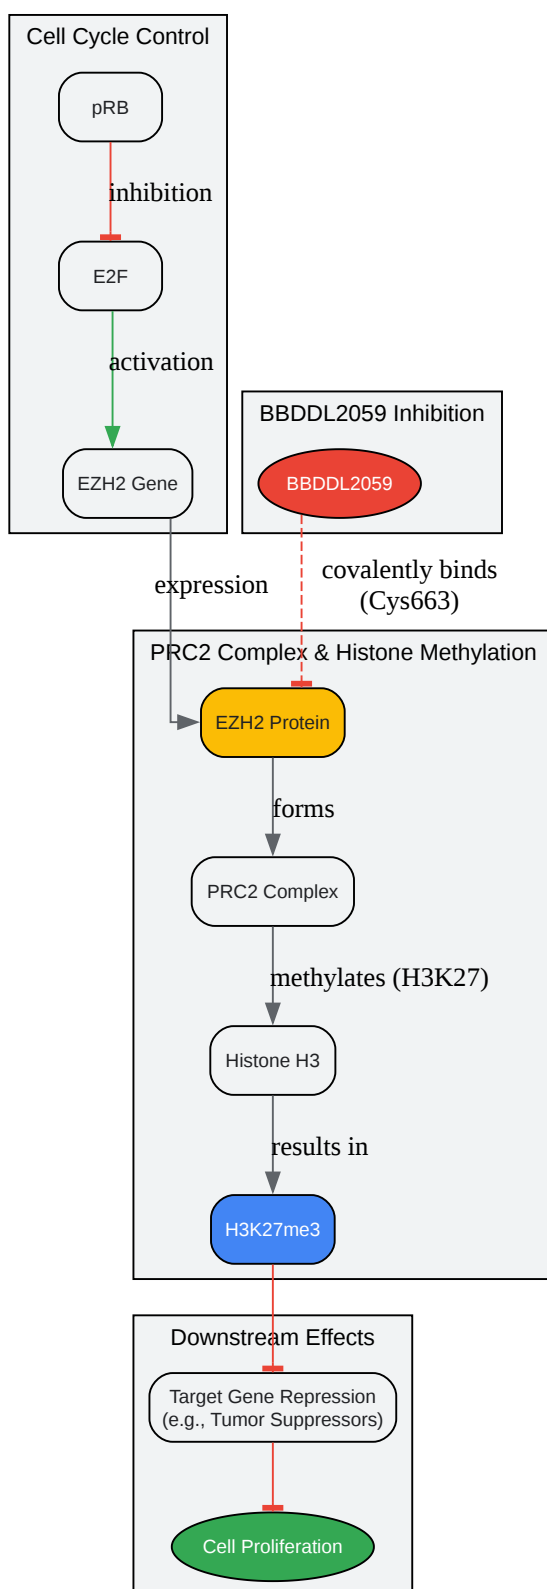 Cell Cycle Control
pRB
inhibition
E2F
activation
BBDDL2059 Inhibition
EZH2 Gene
BBDDL2059
expression
covalently binds
(Cys663)
PRC2 Complex & Histone Methylation
EZH2 Protein
forms
PRC2 Complex
methylates (H3K27)
Histone H3
results in
H3K27me3
Downstream Effects
Target Gene Repression
(e.g., Tumor Suppressors)
Cell Proliferation